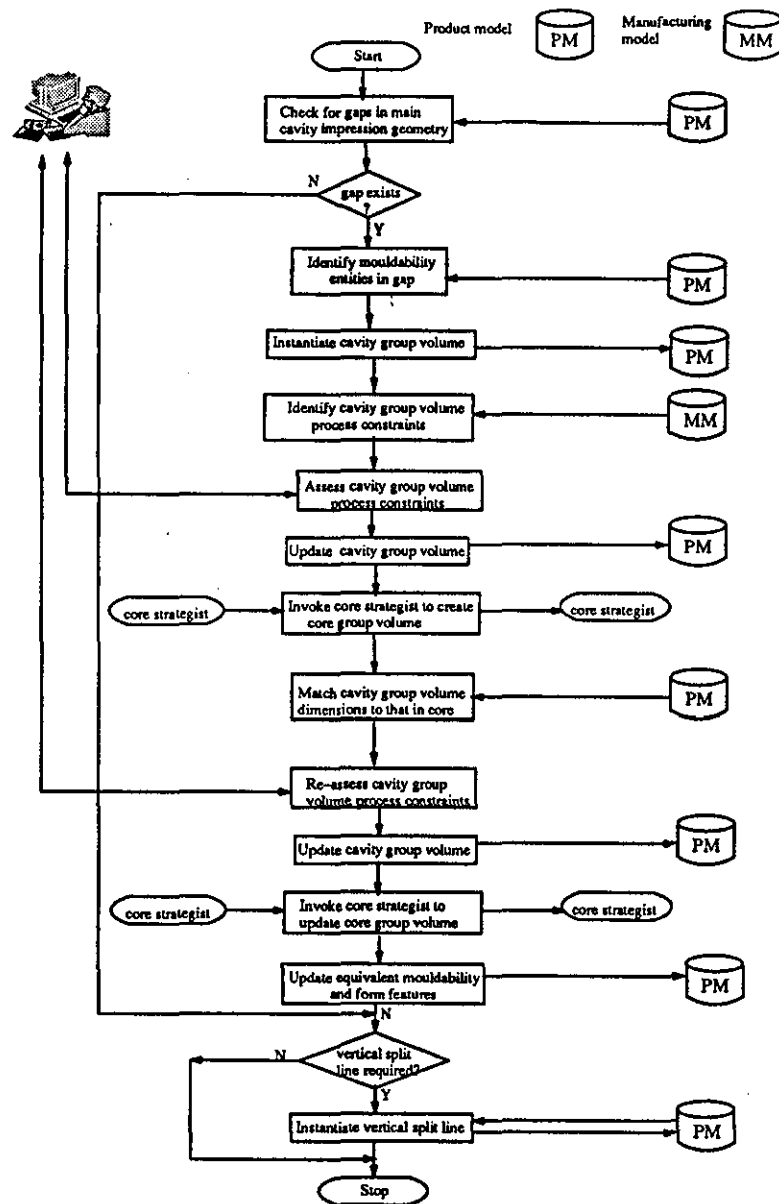 Product model
PM
Manufacturing
model
MM
Start
Check for gaps in main
cavity impression geometry
PM
N
gap exists
?
Y
Identify mouldability
entities in gap
PM
Instantiate cavity group volume
PM
Identify cavity group volume
process constraints
MM
Assess cavity group volume
process constraints
Update cavity group volume
PM
core strategist
Invoke core strategist to create
core group volume
core strategist
Match cavity group volume
dimensions to that in core
PM
Re-assess cavity group
volume process constraints
Update cavity group volume
PM
core strategist
Invoke core strategist to
update core group volume
core strategist
Update equivalent mouldability
and form features
PM
N
N
vertical split
line required?
Y
Instantiate vertical split line
PM
Stop